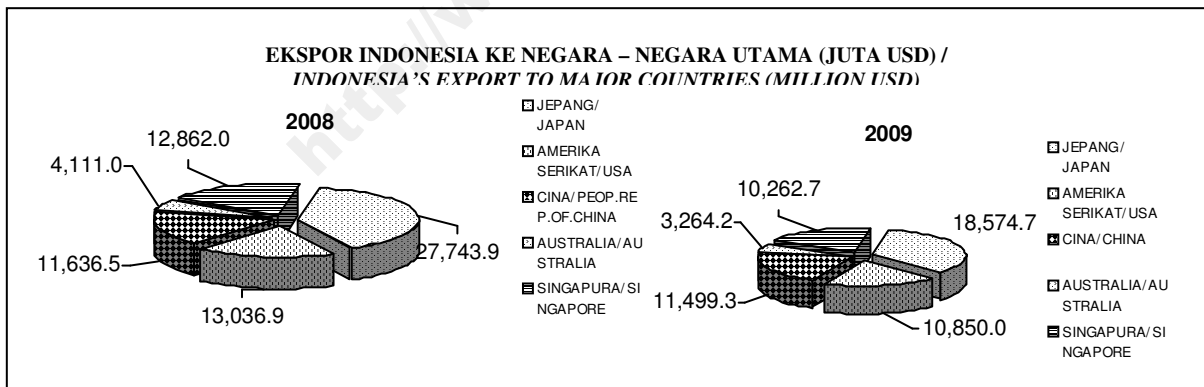 EKSPOR INDONESIA KE NEGARA – NEGARA UTAMA (JUTA USD) /
INDONESIA'S EXPORT TO MAJOR COUNTRIES (MILLION USD)
2008
12,862.0
4,111.0
11,636.5
13,036.9
27,743.9
JEPANG/
JAPAN
AMERIKA
SERIKAT/USA
CINA/PEOP.RE
P.OF.CHINA
AUSTRALIA/AU
STRALIA
SINGAPURA/SI
NGAPORE
2009
10,262.7
3,264.2
11,499.3
10,850.0
18,574.7
JEPANG/
JAPAN
AMERIKA
SERIKAT/USA
CINA/CHINA
AUSTRALIA/AU
STRALIA
SINGAPURA/SI
NGAPORE
http://